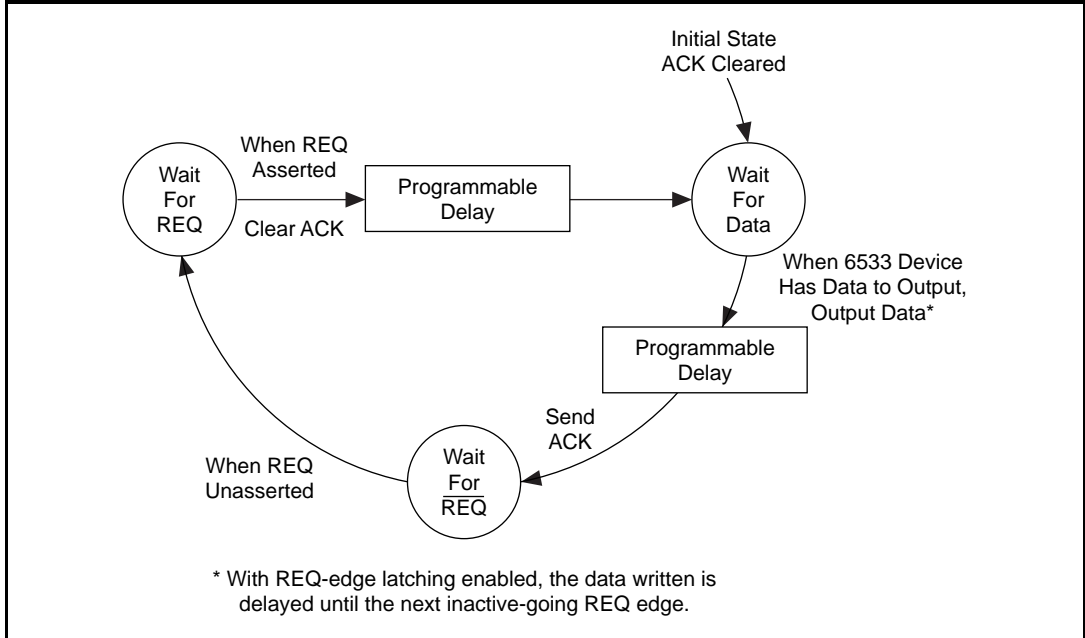 Initial State
ACK Cleared
When REQ
Asserted
Wait
For
REQ
Clear ACK
Programmable
Delay
Wait
For
Data
When 6533 Device
Has Data to Output,
Output Data*
Programmable
Delay
Send
ACK
Wait
For
R̅E̅Q̅
When REQ
Unasserted
* With REQ-edge latching enabled, the data written is
delayed until the next inactive-going REQ edge.